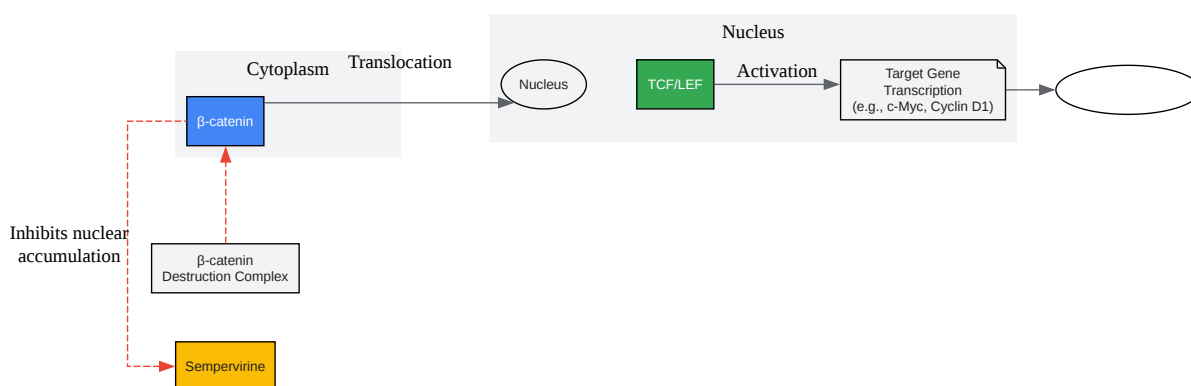 Nucleus
Cytoplasm
Translocation
Nucleus
TCF/LEF
Activation
Target Gene
Transcription
(e.g., c-Myc, Cyclin D1)
β-catenin
Inhibits nuclear
accumulation
β-catenin
Destruction Complex
Sempervirine